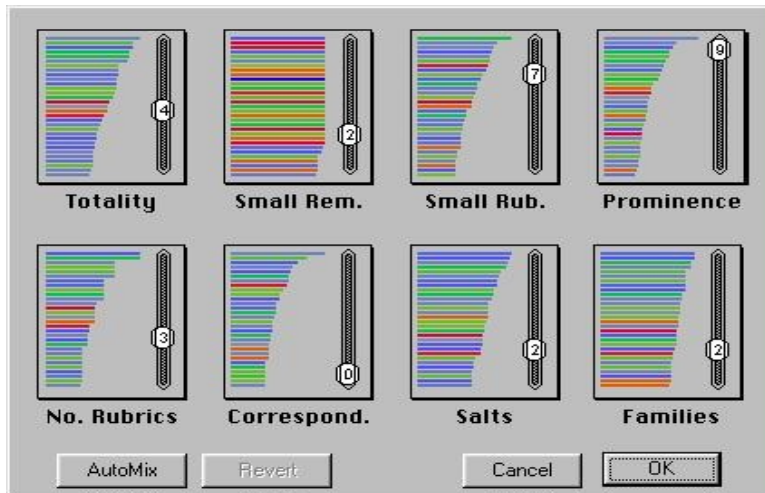 4 2 7 9
Totality Small Rem. Small Rub. Prominence
3 0 2 2
No. Rubrics Correspond. Salts Families
AutoMix Revert Cancel OK